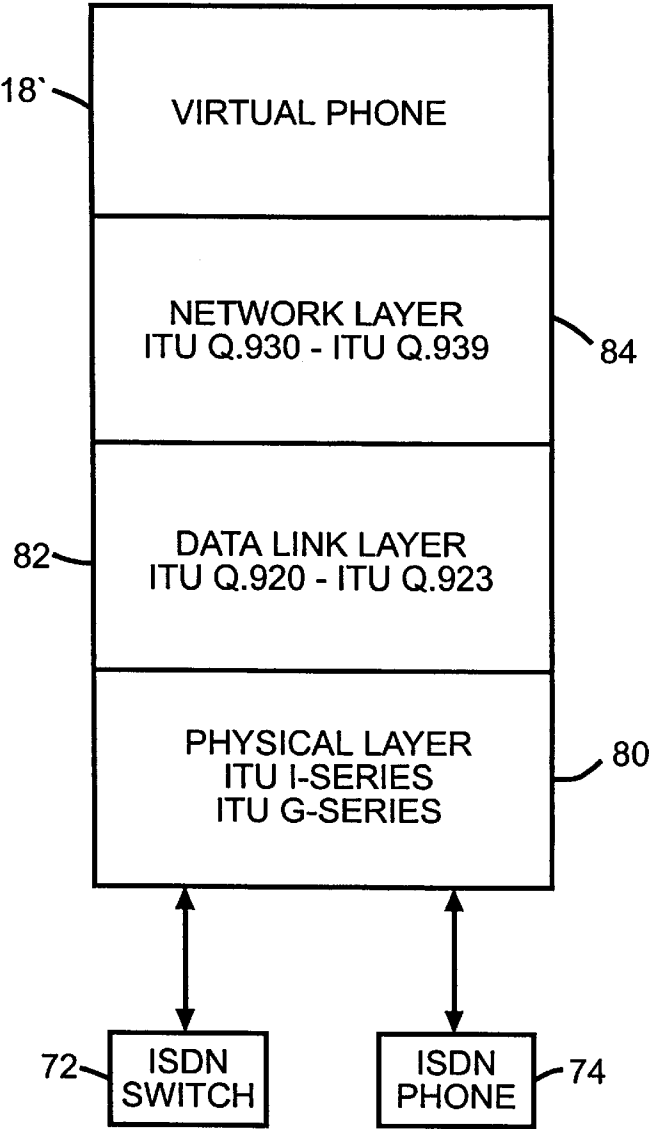 18`
VIRTUAL PHONE
NETWORK LAYER
ITU Q.930 - ITU Q.939
84
82
DATA LINK LAYER
ITU Q.920 - ITU Q.923
PHYSICAL LAYER
ITU I-SERIES
ITU G-SERIES
80
72
ISDN
SWITCH
ISDN
PHONE
74